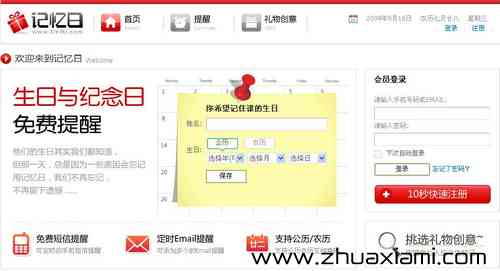 记忆日
首页
提醒
礼物创意
2009年9月16日 农历七月廿八 星期三
登录 注册
欢迎来到记忆日 Welcome
生日与纪念日
免费提醒
他们的生日其实我们都知道，
但那一天，总是因为一些原因会忘记
用记忆日，我们不再忘记，
不再留下遗憾 ......
你希望记住谁的生日
姓名:
生日:
公历 农历
选择年 选择月 选择日
保存
会员登录
请输入手机号码或EMAIL:
请输入密码:
下次自动登录
登录 忘记了密码?
10秒快速注册
免费短信提醒
定时Email提醒
支持公历/农历
挑选礼物创意~
www.zhuaxiami.com